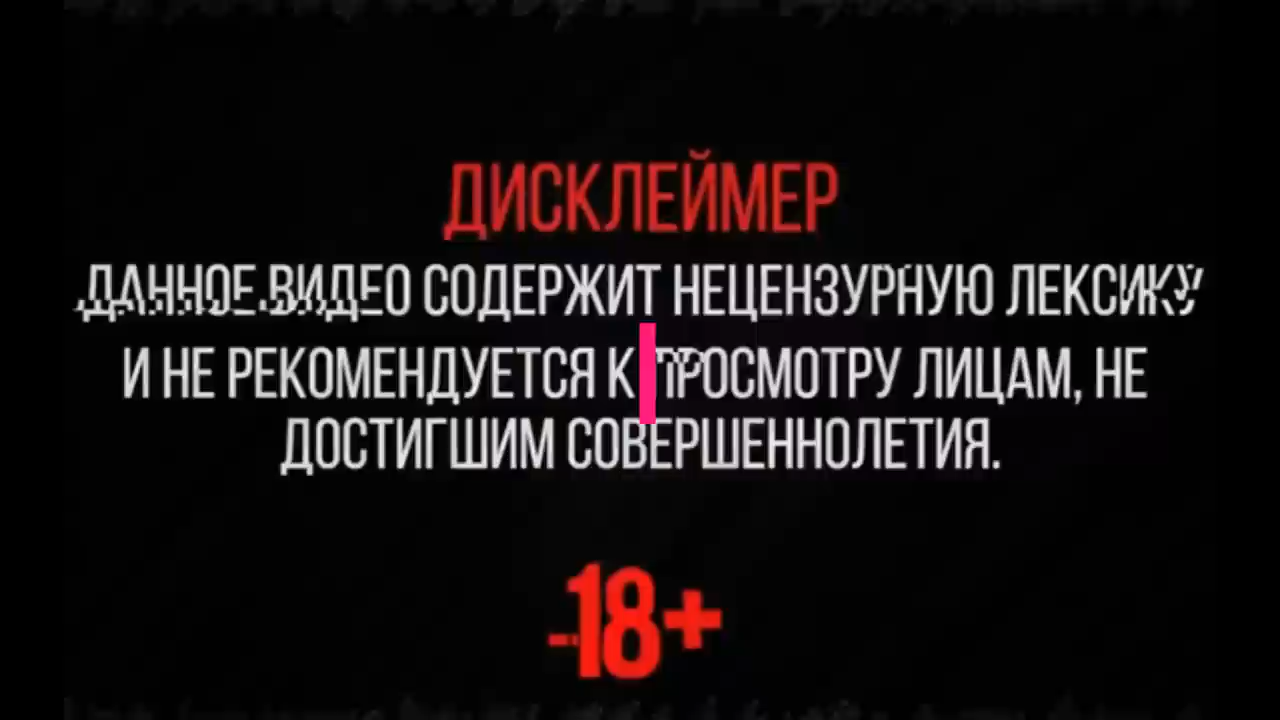 ДИСКЛЕЙМЕР
ДАННОЕ ВИДЕО СОДЕРЖИТ НЕЦЕНЗУРНУЮ ЛЕКСИКУ
И НЕ РЕКОМЕНДУЕТСЯ К ПРОСМОТРУ ЛИЦАМ, НЕ
ДОСТИГШИМ СОВЕРШЕННОЛЕТИЯ.
18+